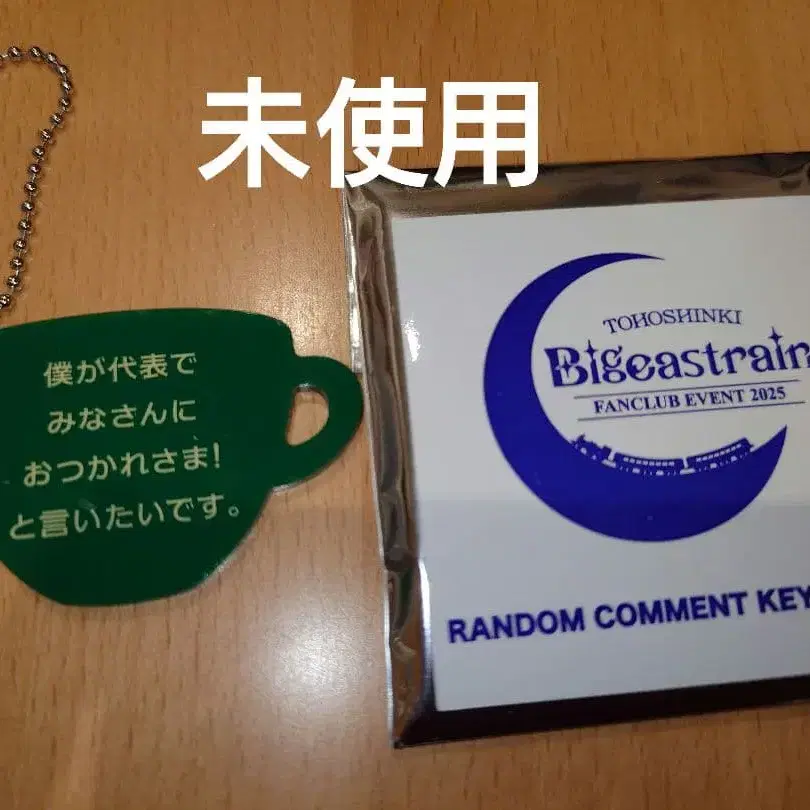 未使用
僕が代表で
みなさんに
おつかれさま!
と言いたいです。
TOHOSHINKI
Bigeastrain
FANCLUB EVENT 2025
RANDOM COMMENT KEY